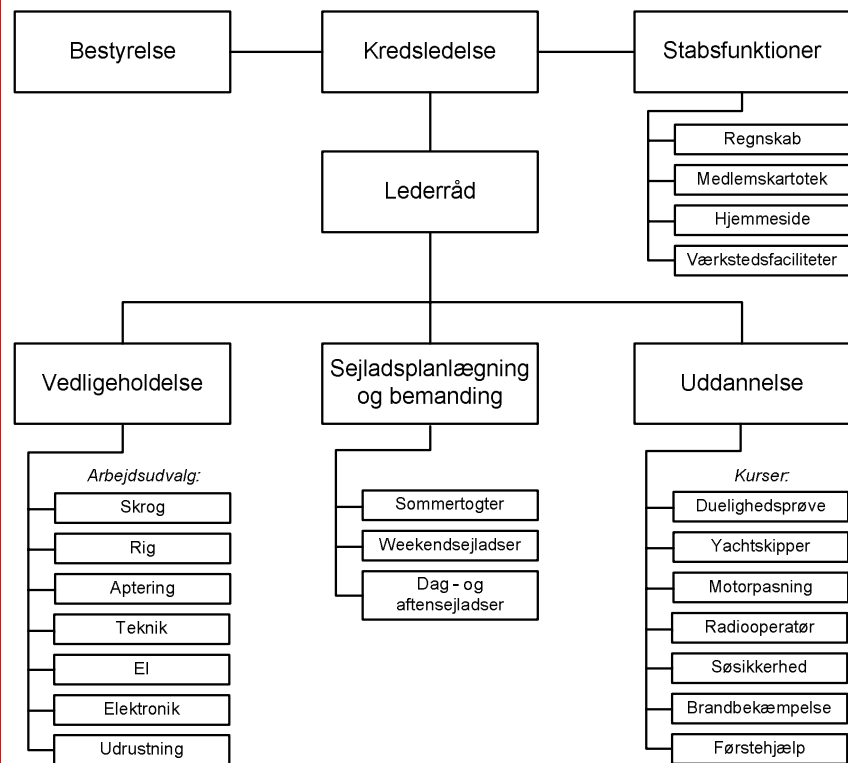 Bestyrelse
Kredsledelse
Stabsfunktioner
Regnskab
Medlemskartotek
Hjemmeside
Værkstedsfaciliteter
Lederråd
Vedligeholdelse
Arbejdsudvalg:
Skrog
Rig
Aptering
Teknik
El
Elektronik
Udrustning
Sejladsplanlægning
og bemanding
Sommertogter
Weekendsejladser
Dag - og
aftensejladser
Uddannelse
Kurser:
Duelighedsprøve
Yachtskipper
Motorpasning
Radiooperatør
Søsikkerhed
Brandbekæmpelse
Førstehjælp